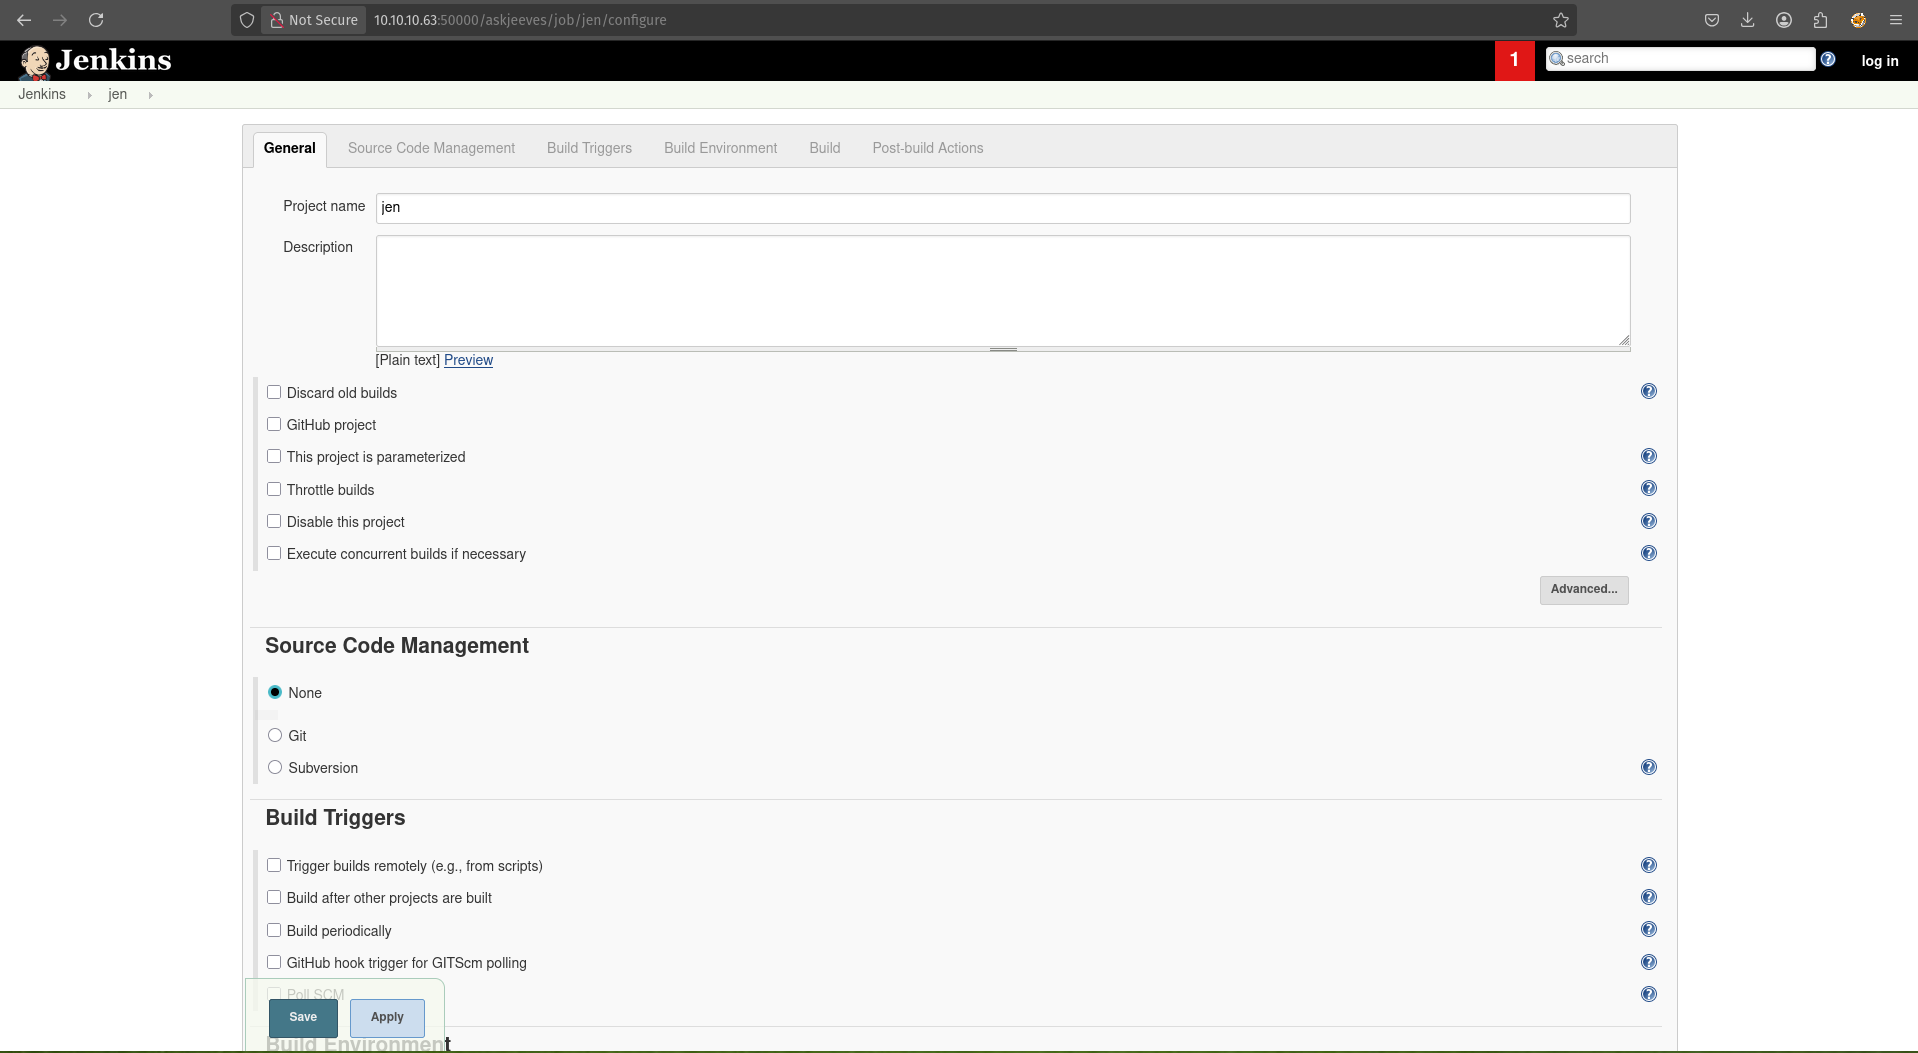 Not Secure 10.10.10.63:50000/askjeeves/job/jen/configure
Jenkins 1 search log in
Jenkins jen
General Source Code Management Build Triggers Build Environment Build Post-build Actions
Project name jen
Description
[Plain text] Preview
Discard old builds
GitHub project
This project is parameterized
Throttle builds
Disable this project
Execute concurrent builds if necessary
Advanced...
Source Code Management
None
Git
Subversion
Build Triggers
Trigger builds remotely (e.g., from scripts)
Build after other projects are built
Build periodically
GitHub hook trigger for GITScm polling
Poll SCM
Save Apply
Build Environment